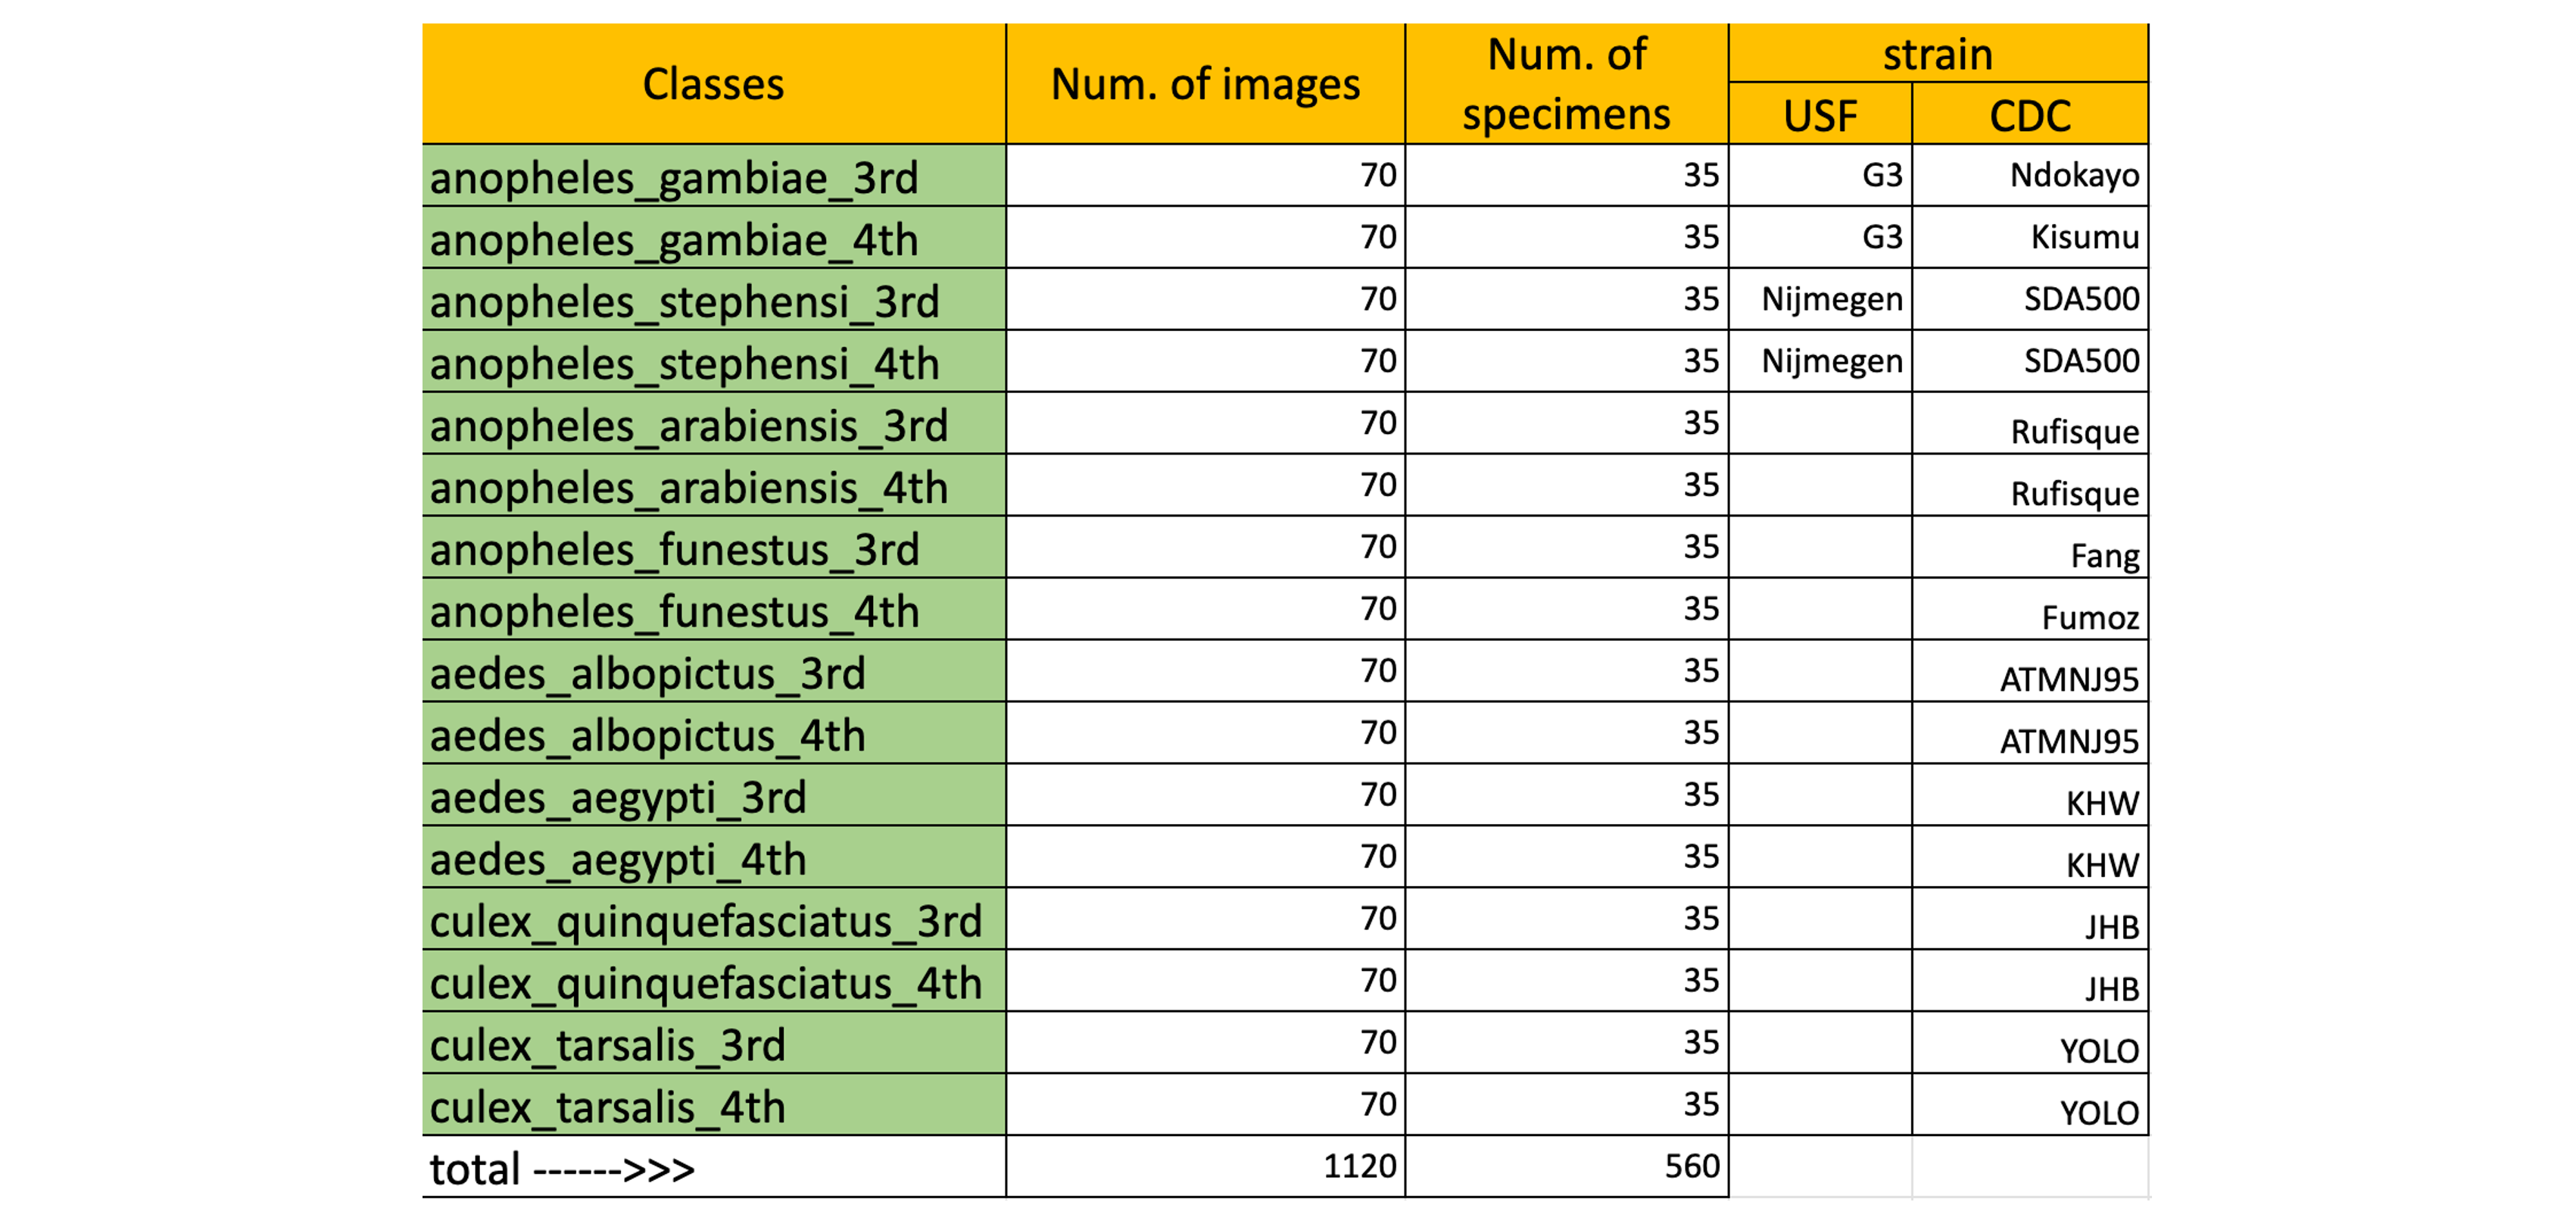 Classes Num. of images Num. of specimens strain
USF CDC
anopheles_gambiae_3rd 70 35 G3 Ndokayo
anopheles_gambiae_4th 70 35 G3 Kisumu
anopheles_stephensi_3rd 70 35 Nijmegen SDA500
anopheles_stephensi_4th 70 35 Nijmegen SDA500
anopheles_arabiensis_3rd 70 35 Rufisque
anopheles_arabiensis_4th 70 35 Rufisque
anopheles_funestus_3rd 70 35 Fang
anopheles_funestus_4th 70 35 Fumoz
aedes_albopictus_3rd 70 35 ATMNJ95
aedes_albopictus_4th 70 35 ATMNJ95
aedes_aegypti_3rd 70 35 KHW
aedes_aegypti_4th 70 35 KHW
culex_quinquefasciatus_3rd 70 35 JHB
culex_quinquefasciatus_4th 70 35 JHB
culex_tarsalis_3rd 70 35 YOLO
culex_tarsalis_4th 70 35 YOLO
total ------>>> 1120 560